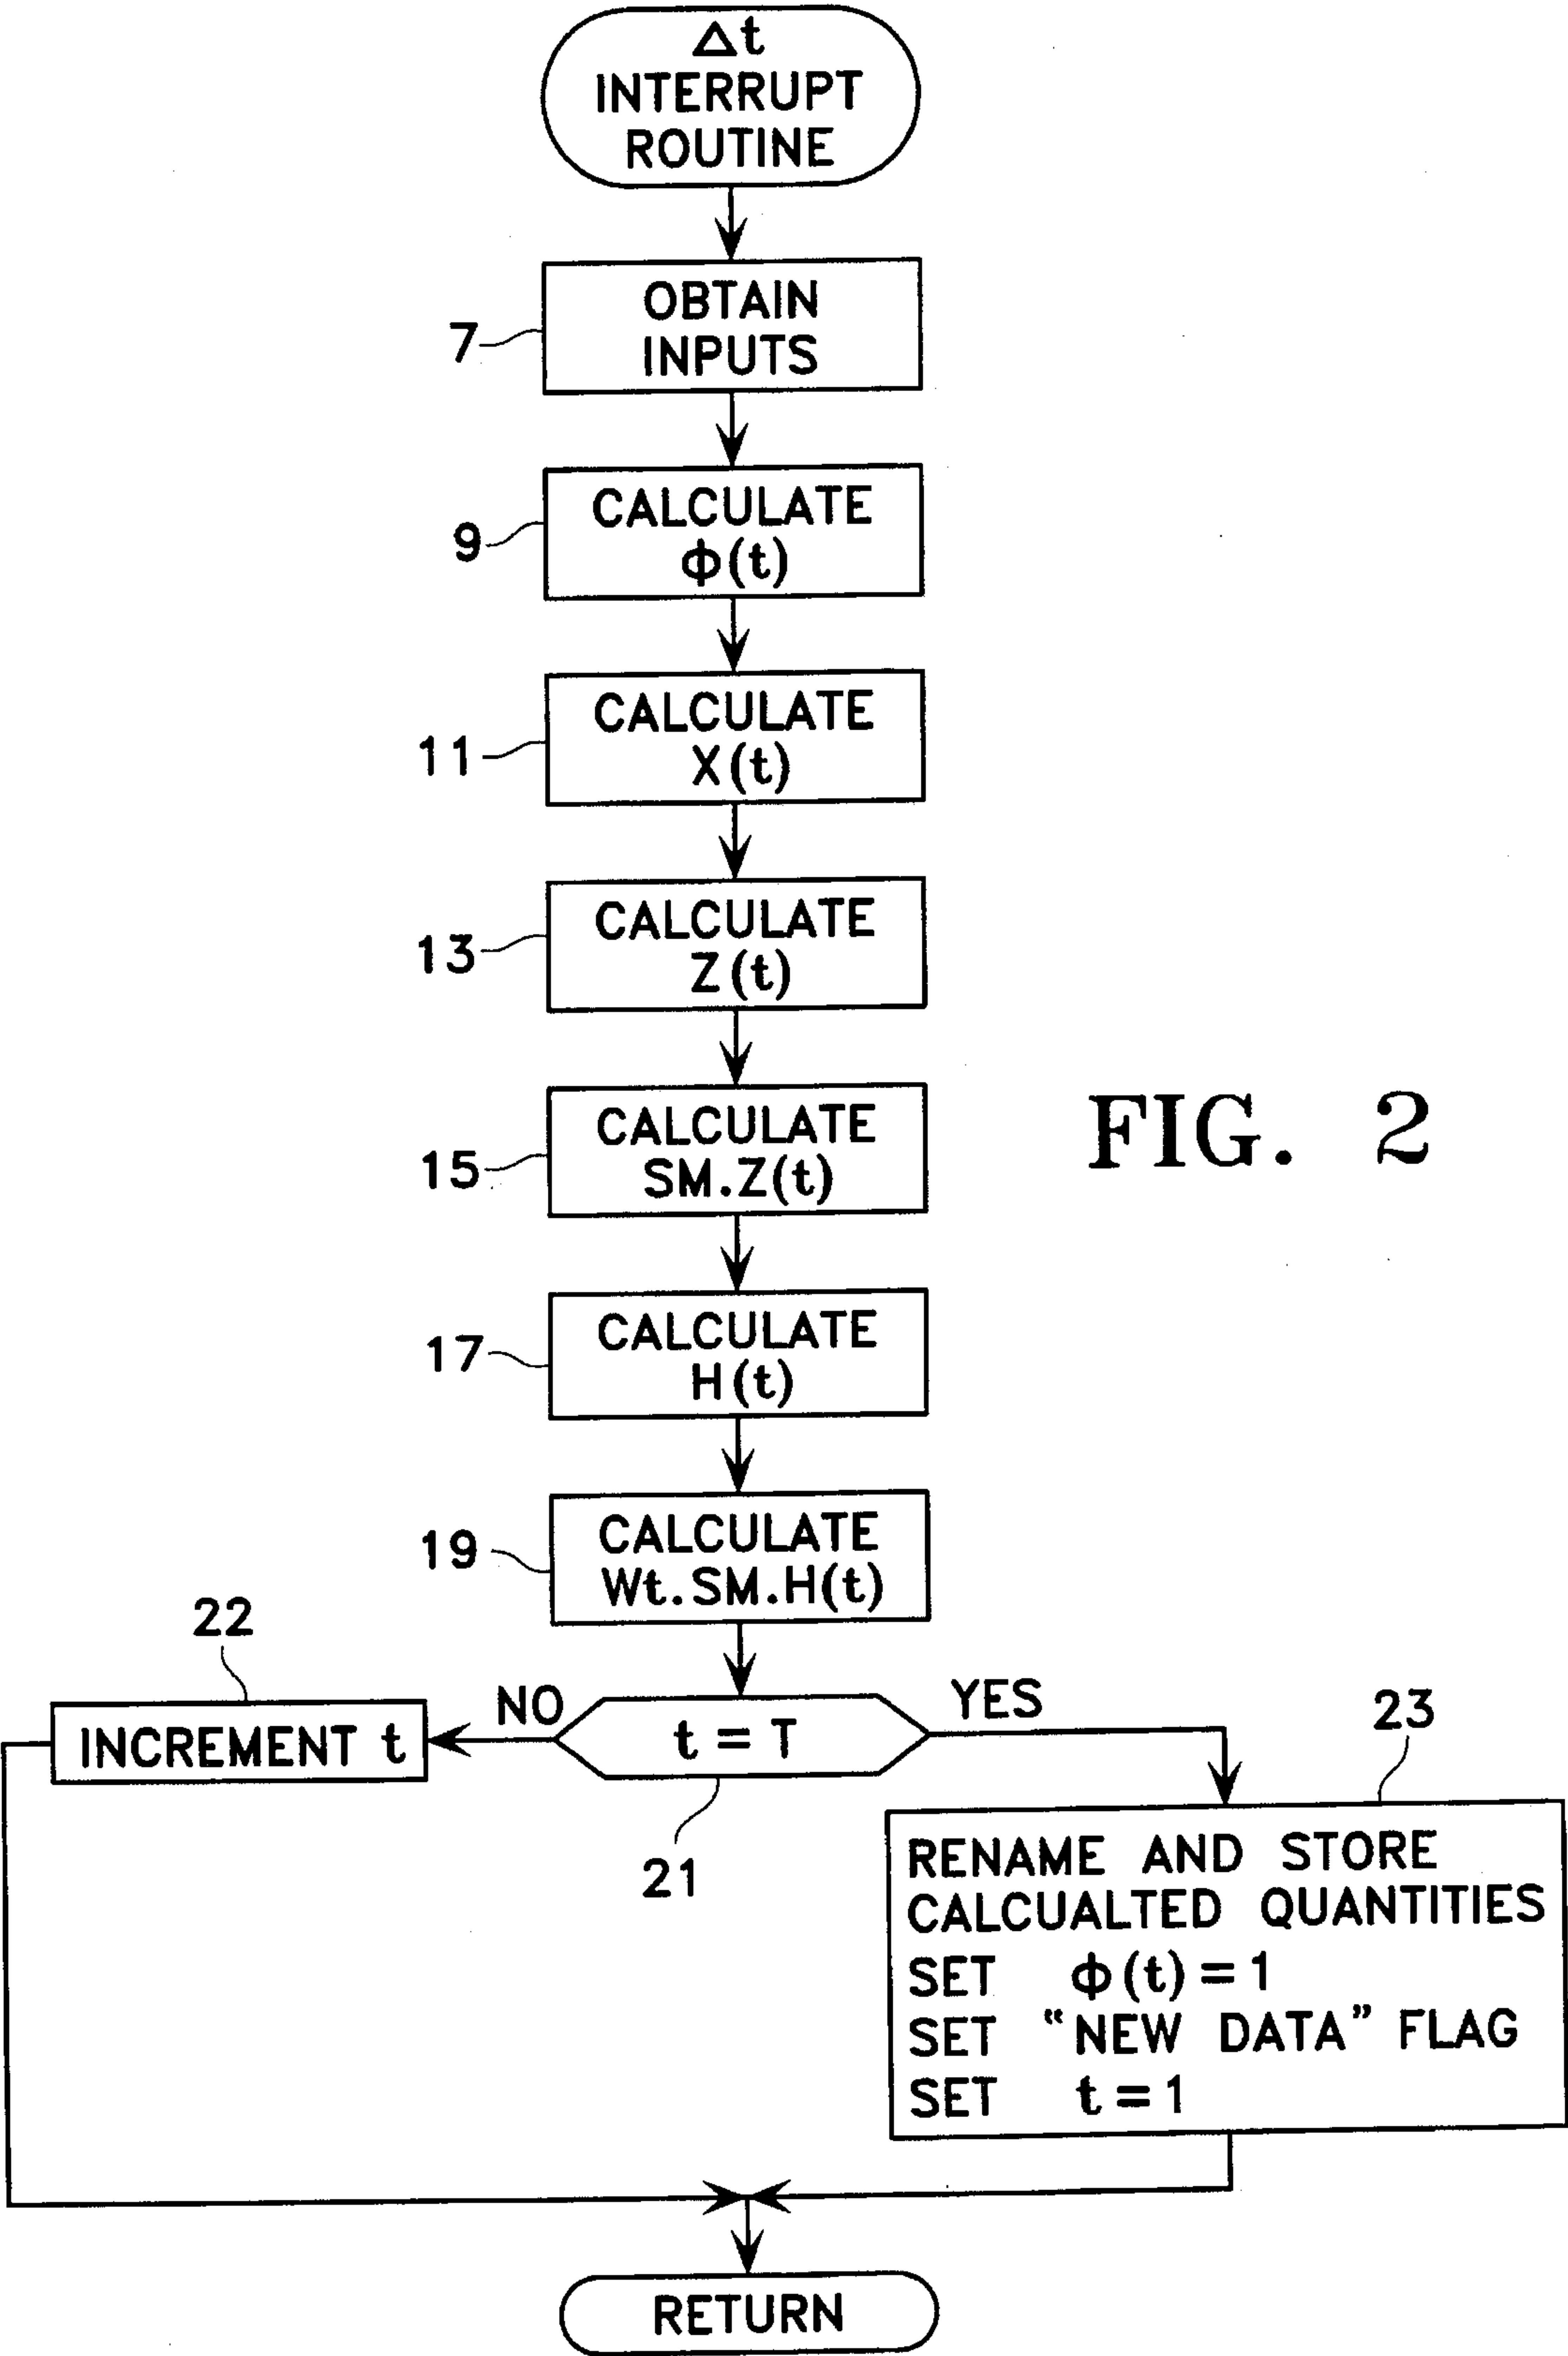 Δt
INTERRUPT
ROUTINE
7
OBTAIN
INPUTS
9
CALCULATE
Φ(t)
11
CALCULATE
X(t)
13
CALCULATE
Z(t)
15
CALCULATE
SM.Z(t)
FIG. 2
17
CALCULATE
H(t)
19
CALCULATE
Wt.SM.H(t)
22
INCREMENT t
NO
t = T
YES
21
23
RENAME AND STORE
CALCUALTED QUANTITIES
SET Φ(t) = 1
SET “NEW DATA” FLAG
SET t = 1
RETURN